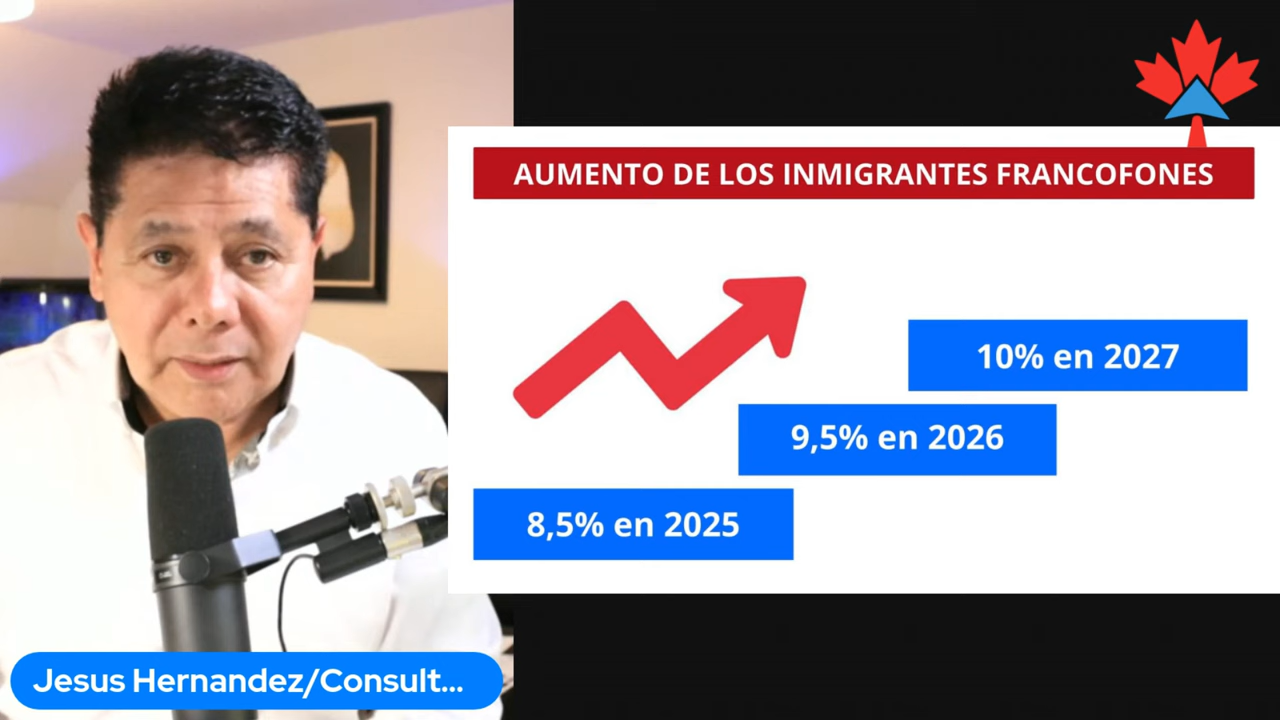 AUMENTO DE LOS INMIGRANTES FRANCOFONES
10% en 2027
9,5% en 2026
8,5% en 2025
Jesus Hernandez/Consult...